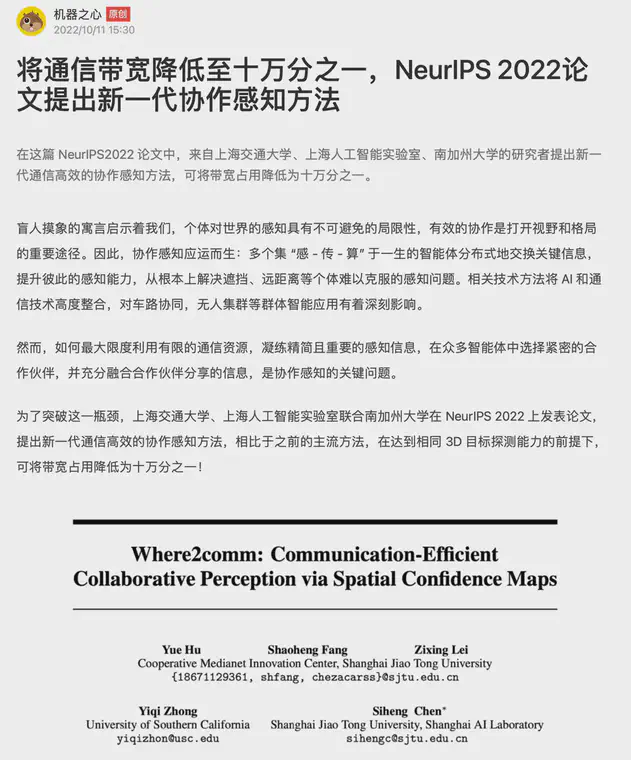 机器之心 原创
2022/10/11 15:30
将通信带宽降低至十万分之一，NeurIPS 2022论
文提出新一代协作感知方法
在这篇 NeurIPS2022 论文中，来自上海交通大学、上海人工智能实验室、南加州大学的研究者提出新一
代通信高效的协作感知方法，可将带宽占用降低为十万分之一。
盲人摸象的寓言启示着我们，个体对世界的感知具有不可避免的局限性，有效的协作是打开视野和格局
的重要途径。因此，协作感知应运而生：多个集 “感 - 传 - 算” 于一生的智能体分布式地交换关键信息，
提升彼此的感知能力，从根本上解决遮挡、远距离等个体难以克服的感知问题。相关技术方法将 AI 和通
信技术高度整合，对车路协同，无人集群等群体智能应用有着深刻影响。
然而，如何最大限度利用有限的通信资源，凝练精简且重要的感知信息，在众多智能体中选择紧密的合
作伙伴，并充分融合合作伙伴分享的信息，是协作感知的关键问题。
为了突破这一瓶颈，上海交通大学、上海人工智能实验室联合南加州大学在 NeurIPS 2022 上发表论文，
提出新一代通信高效的协作感知方法，相比于之前的主流方法，在达到相同 3D 目标探测能力的前提下，
可将带宽占用降低为十万分之一！
Where2comm: Communication-Efficient
Collaborative Perception via Spatial Confidence Maps
Yue Hu Shaoheng Fang Zixing Lei
Cooperative Medianet Innovation Center, Shanghai Jiao Tong University
{18671129361, shfang, chezacarss}@sjtu.edu.cn
Yiqi Zhong Siheng Chen*
University of Southern California Shanghai Jiao Tong University, Shanghai AI Laboratory
yiqizhon@usc.edu sihengc@sjtu.edu.cn